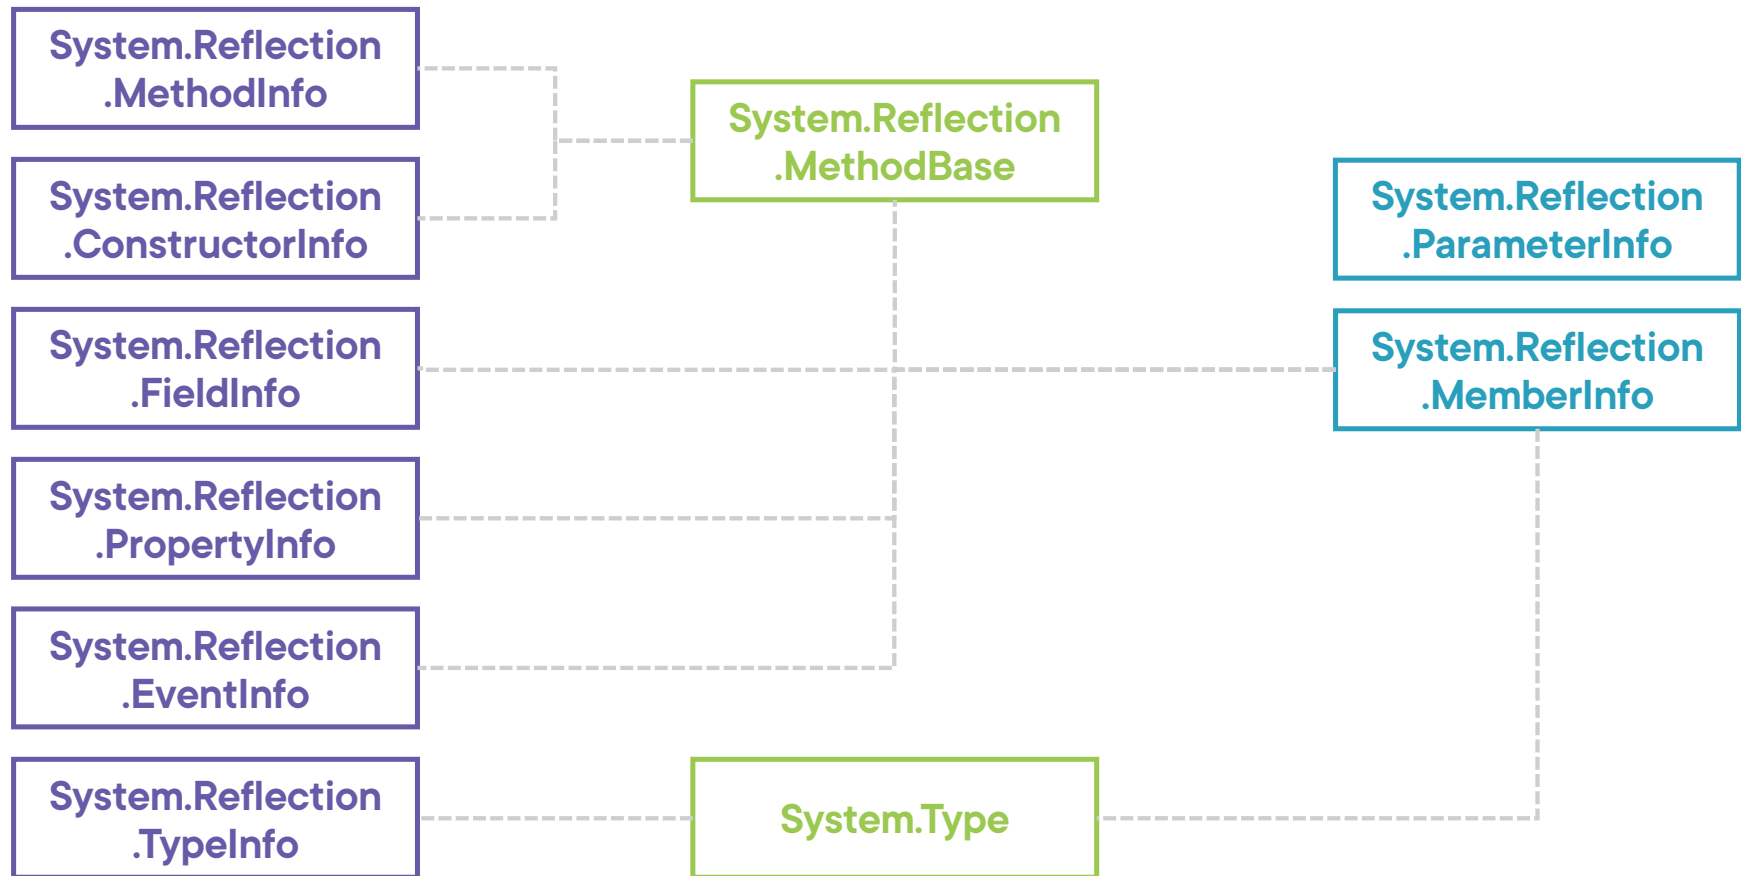 System.Reflection
.MethodInfo
System.Reflection
.ConstructorInfo
System.Reflection
.FieldInfo
System.Reflection
.PropertyInfo
System.Reflection
.EventInfo
System.Reflection
.TypeInfo
System.Reflection
.MethodBase
System.Type
System.Reflection
.ParameterInfo
System.Reflection
.MemberInfo